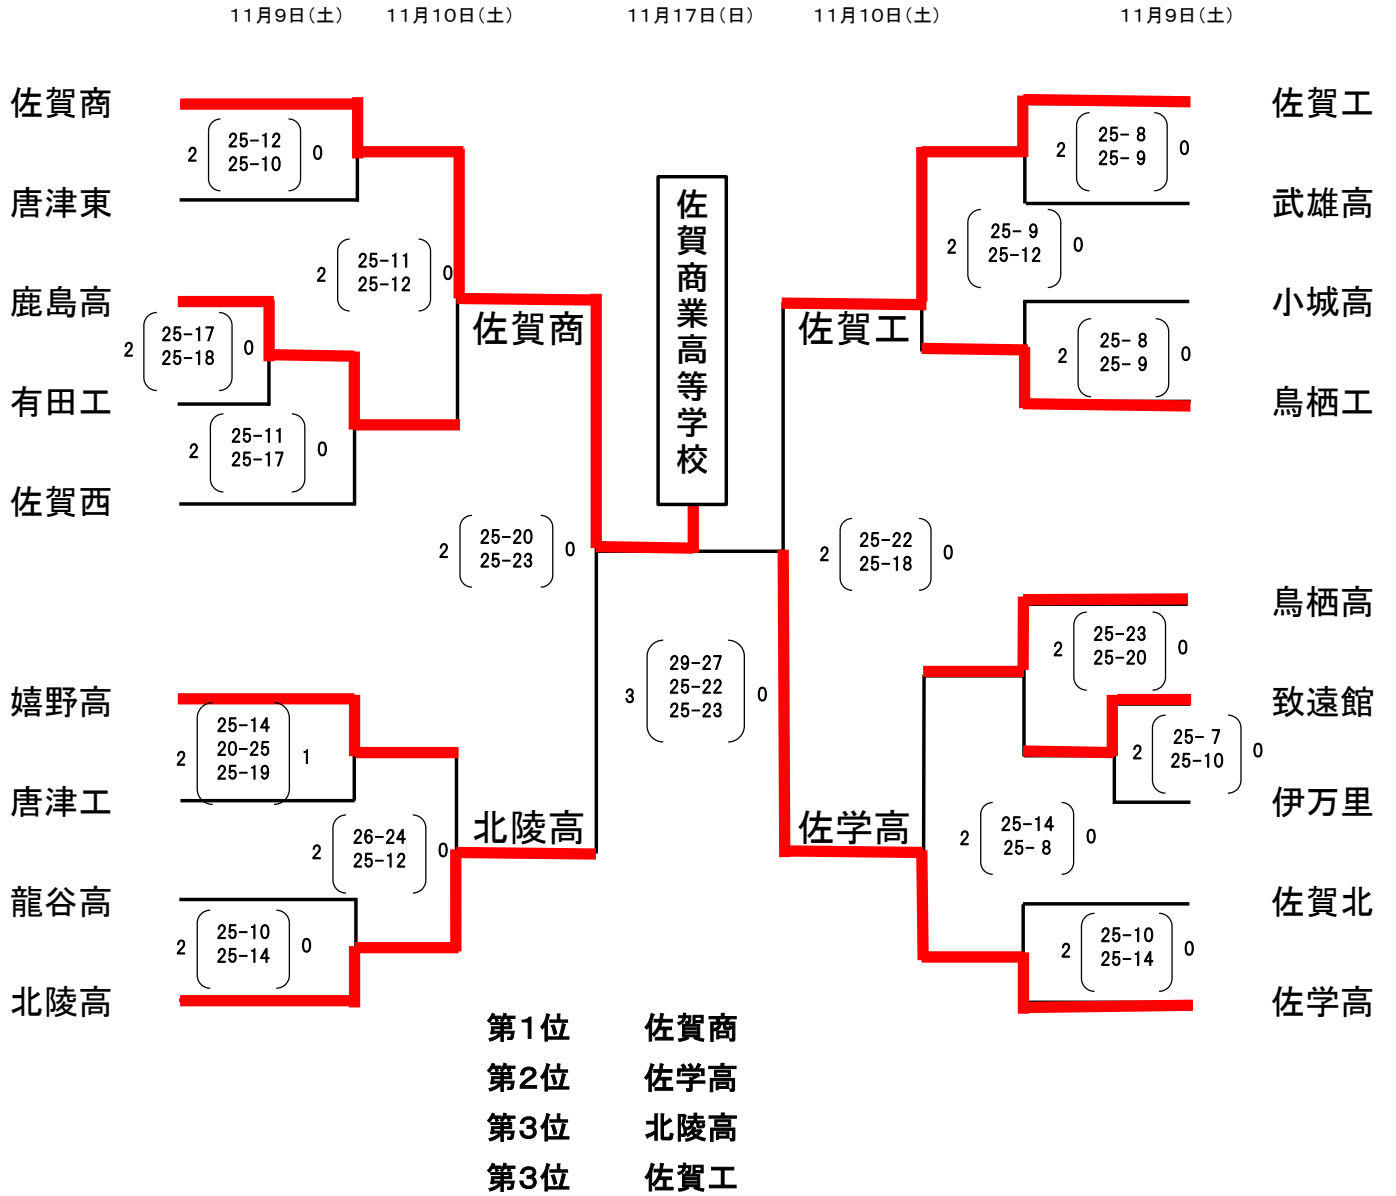 11月9日(土) 11月10日(土) 11月17日(日) 11月10日(土) 11月9日(土)
佐賀商
唐津東
鹿島高
有田工
佐賀西
嬉野高
唐津工
龍谷高
北陵高
2 25-12 0
25-10
2 25-11 0
25-12
2 25-17 0
25-18
2 25-11 0
25-17
佐賀商
2 25-20 0
25-23
2 25-14 1
20-25
25-19
2 26-24 0
25-12
北陵高
2 25-10 0
25-14
佐賀商業高等学校
3 29-27 0
25-22
25-23
佐賀工
武雄高
小城高
鳥栖工
鳥栖高
致遠館
伊万里
佐賀北
佐学高
2 25- 8 0
25- 9
2 25- 9 0
25-12
佐賀工
2 25- 8 0
25- 9
2 25-22 0
25-18
2 25-23 0
25-20
2 25- 7 0
25-10
佐学高
2 25-14 0
25- 8
2 25-10 0
25-14
第1位 佐賀商
第2位 佐学高
第3位 北陵高
第3位 佐賀工